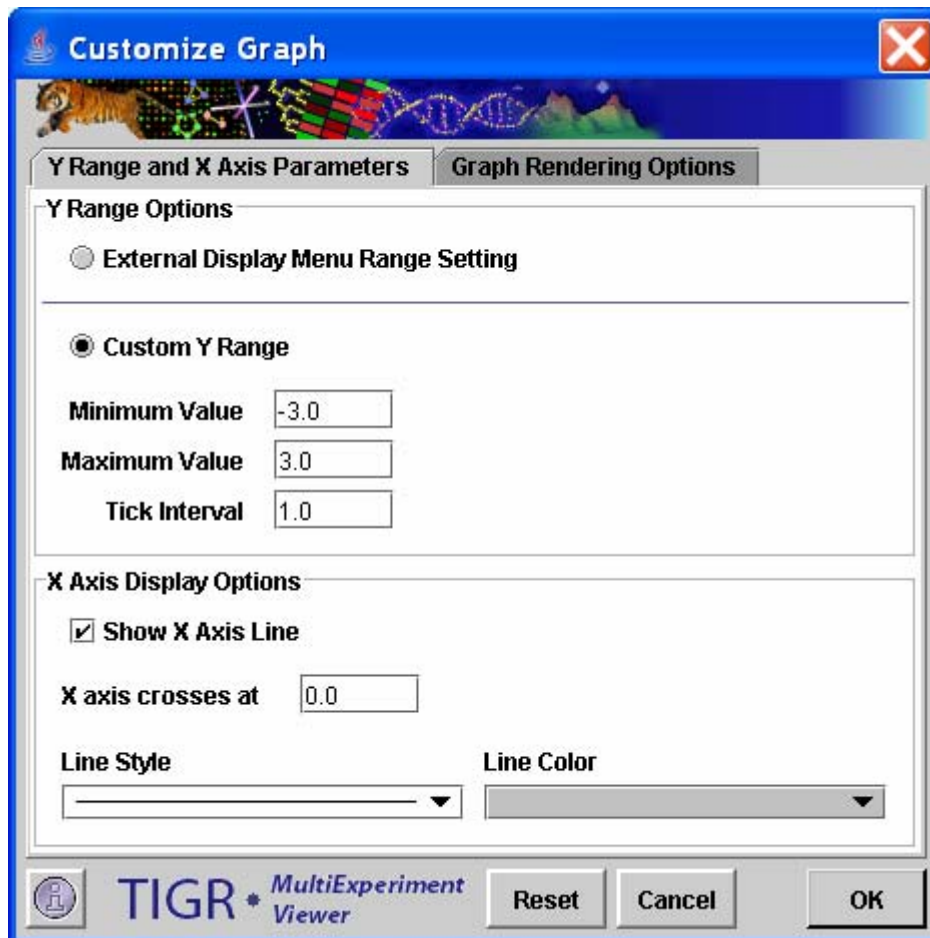 Customize Graph
Y Range and X Axis Parameters
Graph Rendering Options
Y Range Options
External Display Menu Range Setting
Custom Y Range
Minimum Value -3.0
Maximum Value 3.0
Tick Interval 1.0
X Axis Display Options
Show X Axis Line
X axis crosses at 0.0
Line Style
Line Color
TIGR • MultiExperiment
Viewer
Reset
Cancel
OK